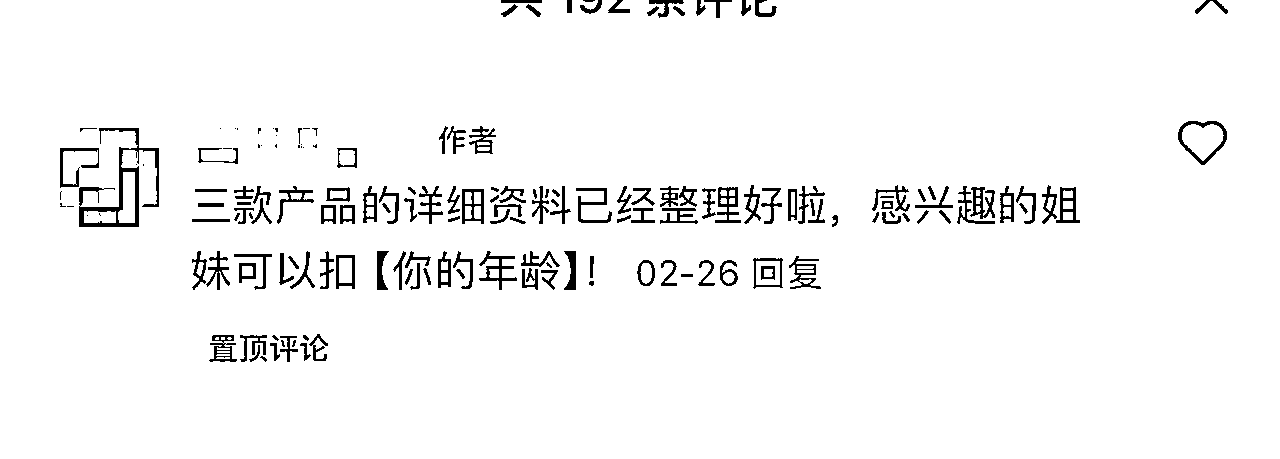 共 192 条评论
作者
三款产品的详细资料已经整理好啦，感兴趣的姐
妹可以扣【你的年龄】！ 02-26 回复
置顶评论